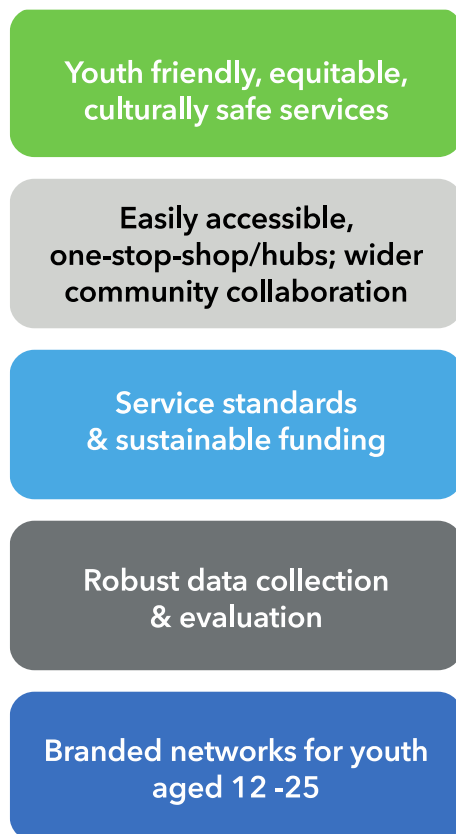 Youth friendly, equitable,
culturally safe services
Easily accessible,
one-stop-shop/hubs; wider
community collaboration
Service standards
& sustainable funding
Robust data collection
& evaluation
Branded networks for youth
aged 12 -25